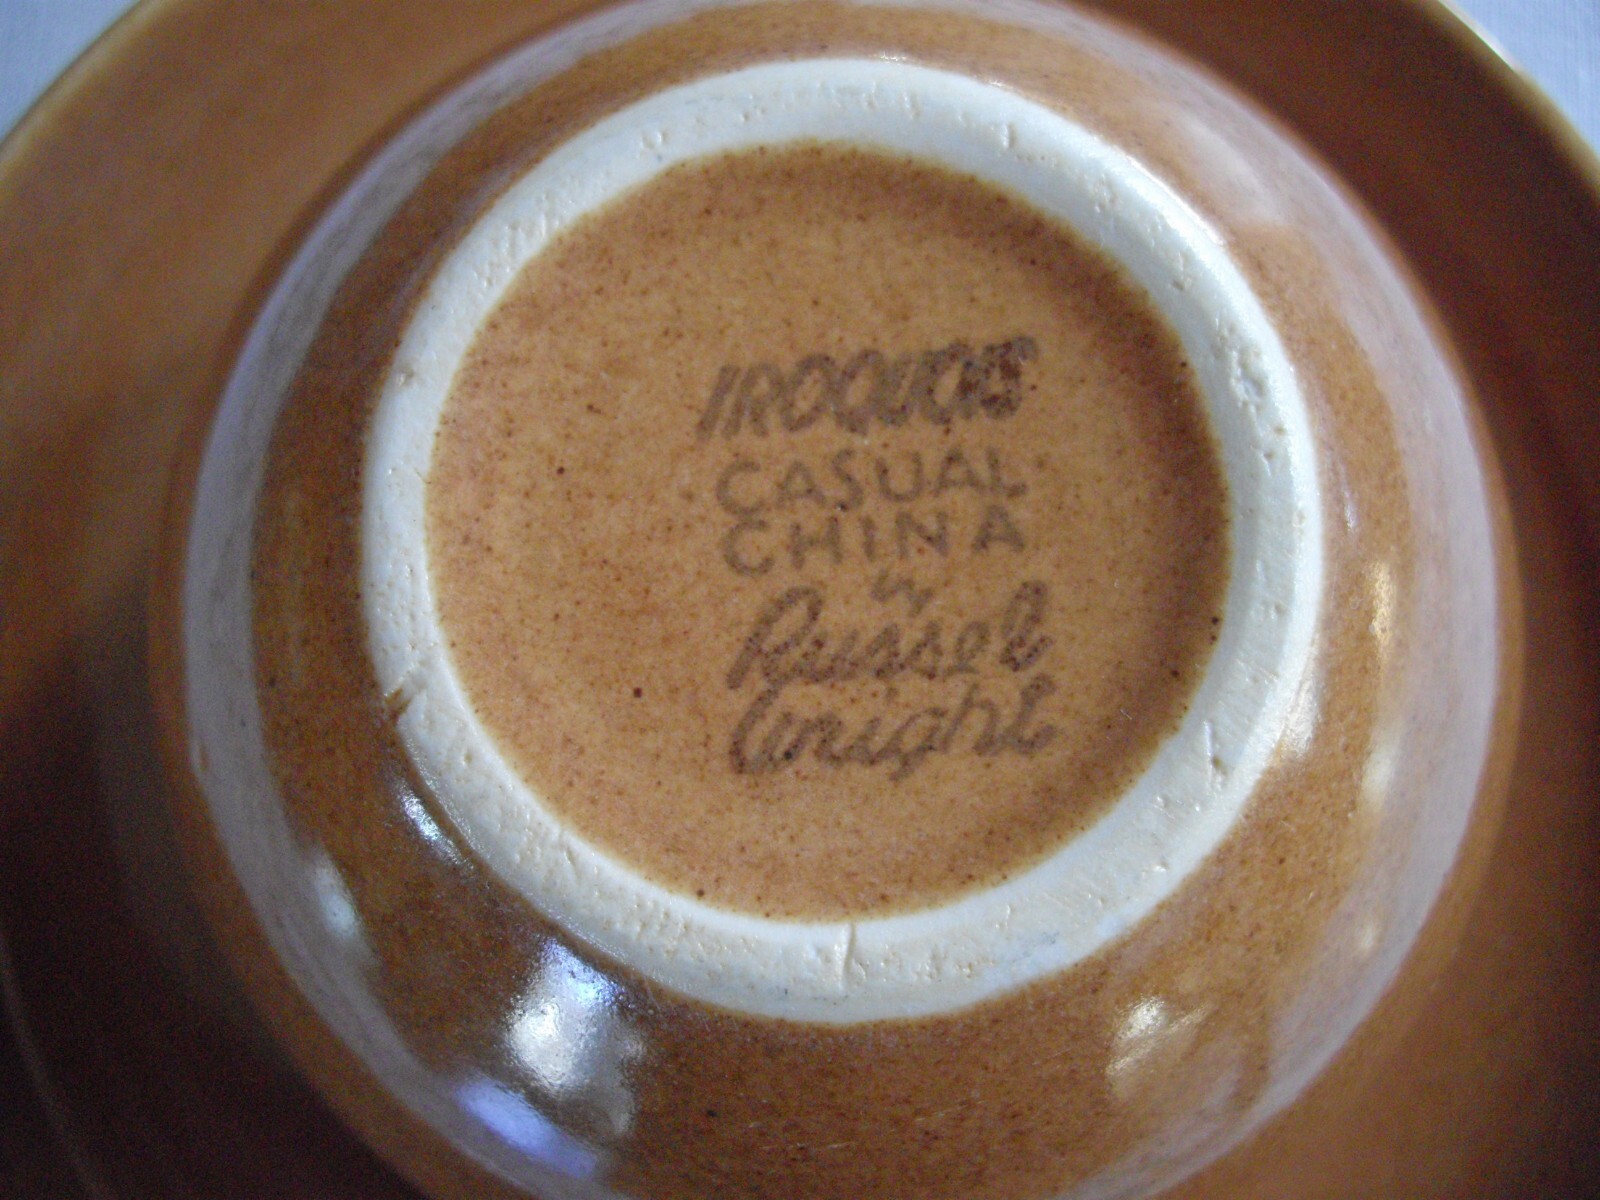 IROQUOIS
CASUAL
CHINA
by
Russel
Wright